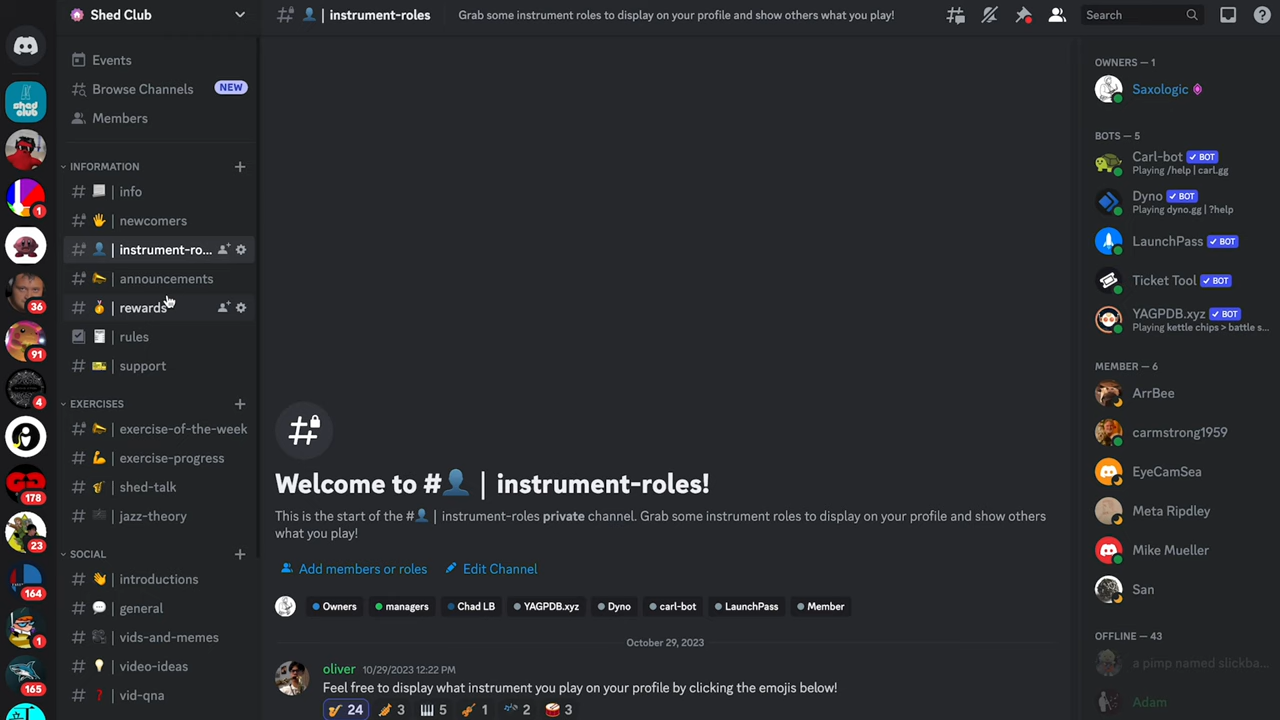 Shed Club
Events
Browse Channels NEW
Members
INFORMATION
| info
| newcomers
| instrument-ro...
| announcements
| rewards
| rules
| support
EXERCISES
| exercise-of-the-week
| exercise-progress
| shed-talk
| jazz-theory
SOCIAL
| introductions
| general
| vids-and-memes
| video-ideas
| vid-qna
shed club
1
36
91
4
178
23
164
1
165
# | instrument-roles Grab some instrument roles to display on your profile and show others what you play!
Search
Welcome to # | instrument-roles!
This is the start of the # | instrument-roles private channel. Grab some instrument roles to display on your profile and show others
what you play!
Add members or roles Edit Channel
Owners managers Chad LB YAGPDB.xyz Dyno carl-bot LaunchPass Member
October 29, 2023
oliver 10/29/2023 12:22 PM
Feel free to display what instrument you play on your profile by clicking the emojis below!
24 3 5 1 2 3
OWNERS — 1
Saxologic
BOTS — 5
Carl-bot ✓ BOT
Playing /help | carl.gg
Dyno ✓ BOT
Playing dyno.gg | ?help
LaunchPass ✓ BOT
Ticket Tool ✓ BOT
YAGPDB.xyz ✓ BOT
Playing kettle chips > battle s...
MEMBER — 6
ArrBee
carmstrong1959
EyeCamSea
Meta Ripdley
Mike Mueller
San
OFFLINE — 43
a pimp named slickba...
Adam